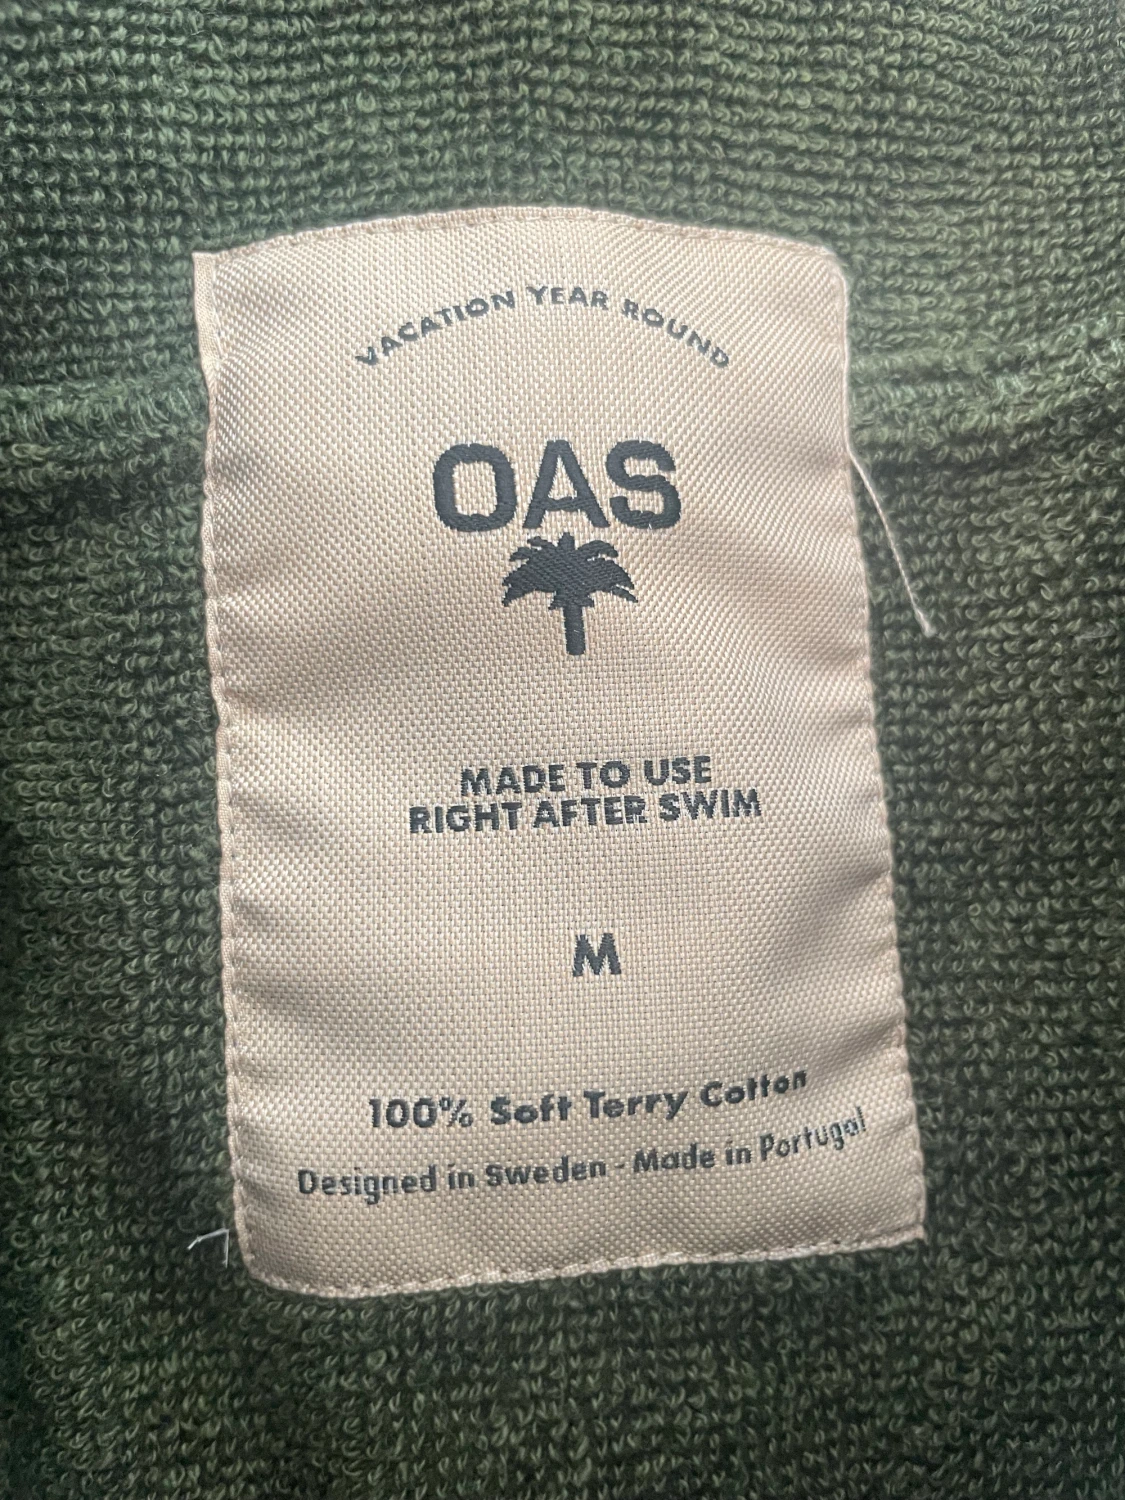 VACATION YEAR ROUND
OAS
MADE TO USE
RIGHT AFTER SWIM
M
100% Soft Terry Cotton
Designed in Sweden - Made in Portugal